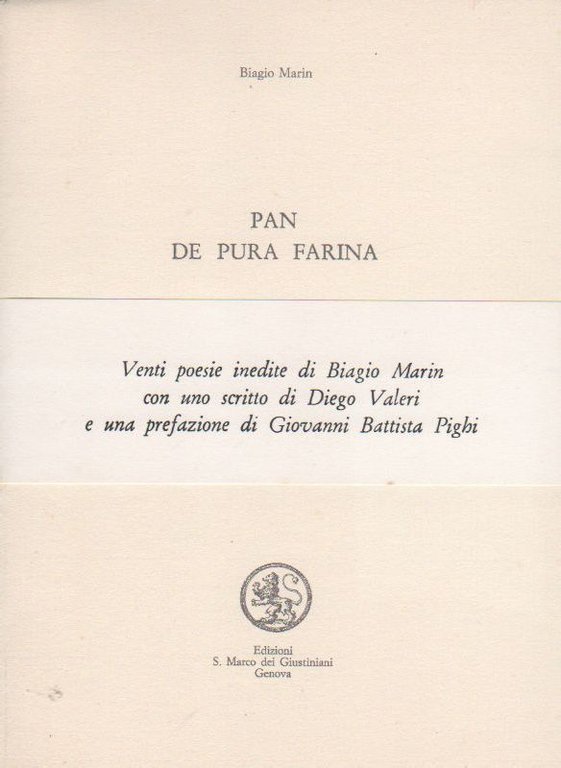 Biagio Marin
PAN
DE PURA FARINA
Venti poesie inedite di Biagio Marin
con uno scritto di Diego Valeri
e una prefazione di Giovanni Battista Pighi
Edizioni
S. Marco dei Giustiniani
Genova